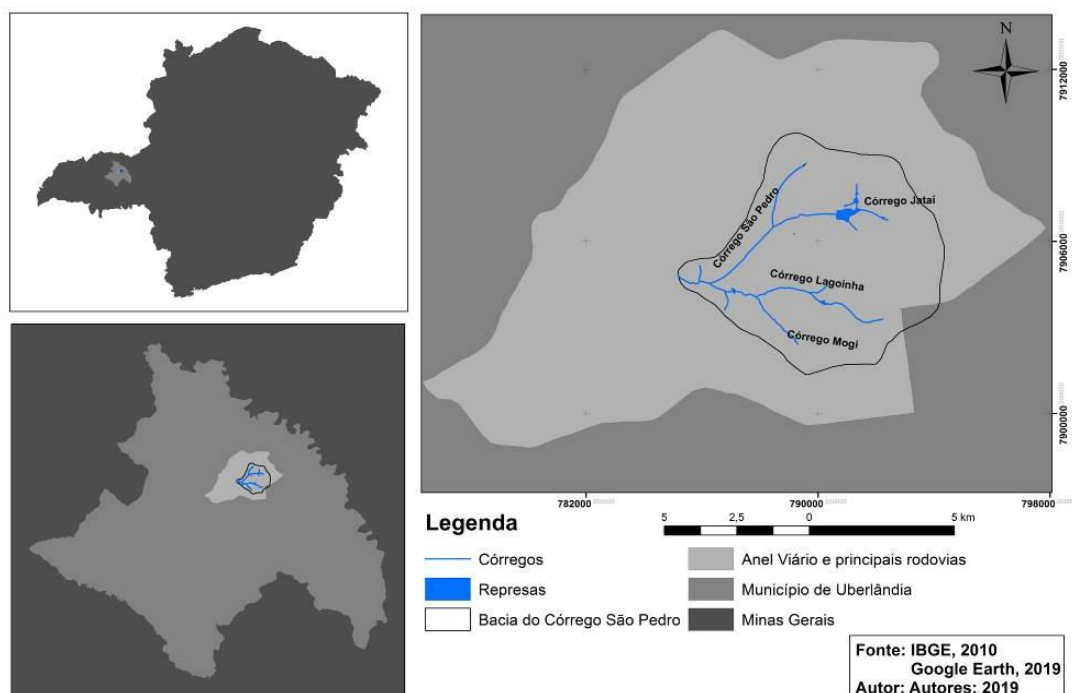 N
7912000
Córrego Jataí
Córrego São Pedro
7906000
Córrego Lagoinha
Córrego Mogi
7900000
782000
790000
798000
Legenda
5 2,5 0 5 km
Córregos
Represas
Bacia do Córrego São Pedro
Anel Viário e principais rodovias
Município de Uberlândia
Minas Gerais
Fonte: IBGE, 2010
Google Earth, 2019
Autor: Autores; 2019